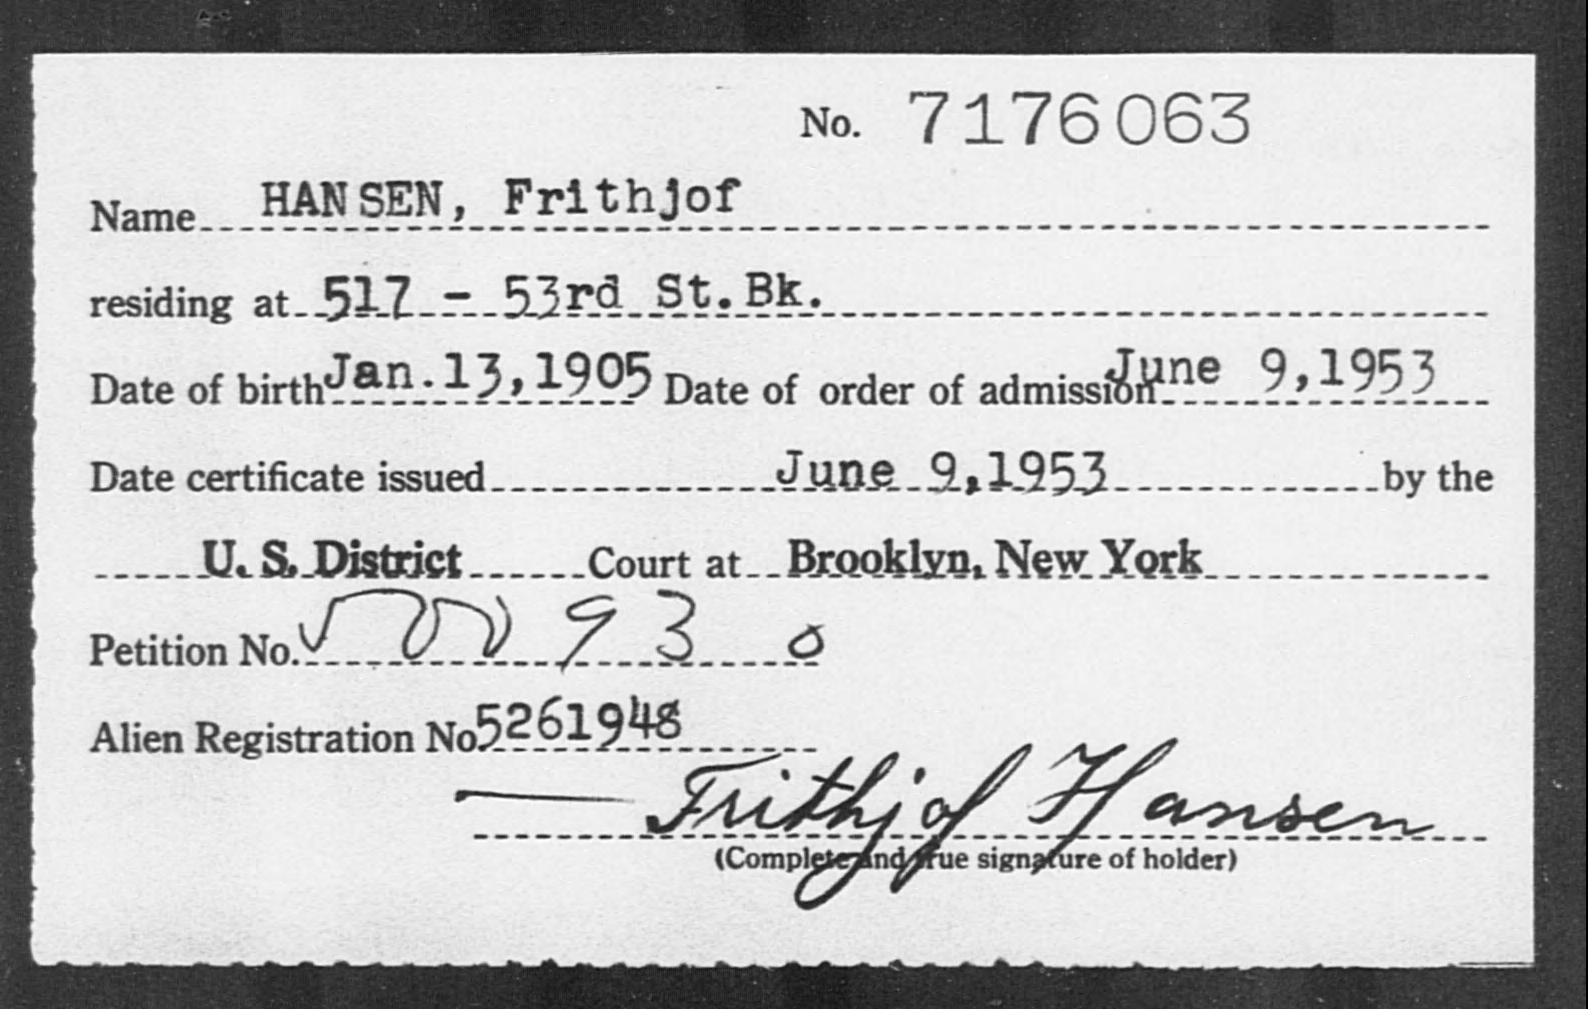 No. 7176063
Name HANSEN, Frithjof
residing at 517 - 53rd St. Bk.
Date of birth Jan. 13, 1905 Date of order of admission June 9, 1953
Date certificate issued June 9, 1953 by the
U. S. District Court at Brooklyn, New York
Petition No.
Alien Registration No. 5261948
Frithjof Hansen
(Complete and true signature of holder)